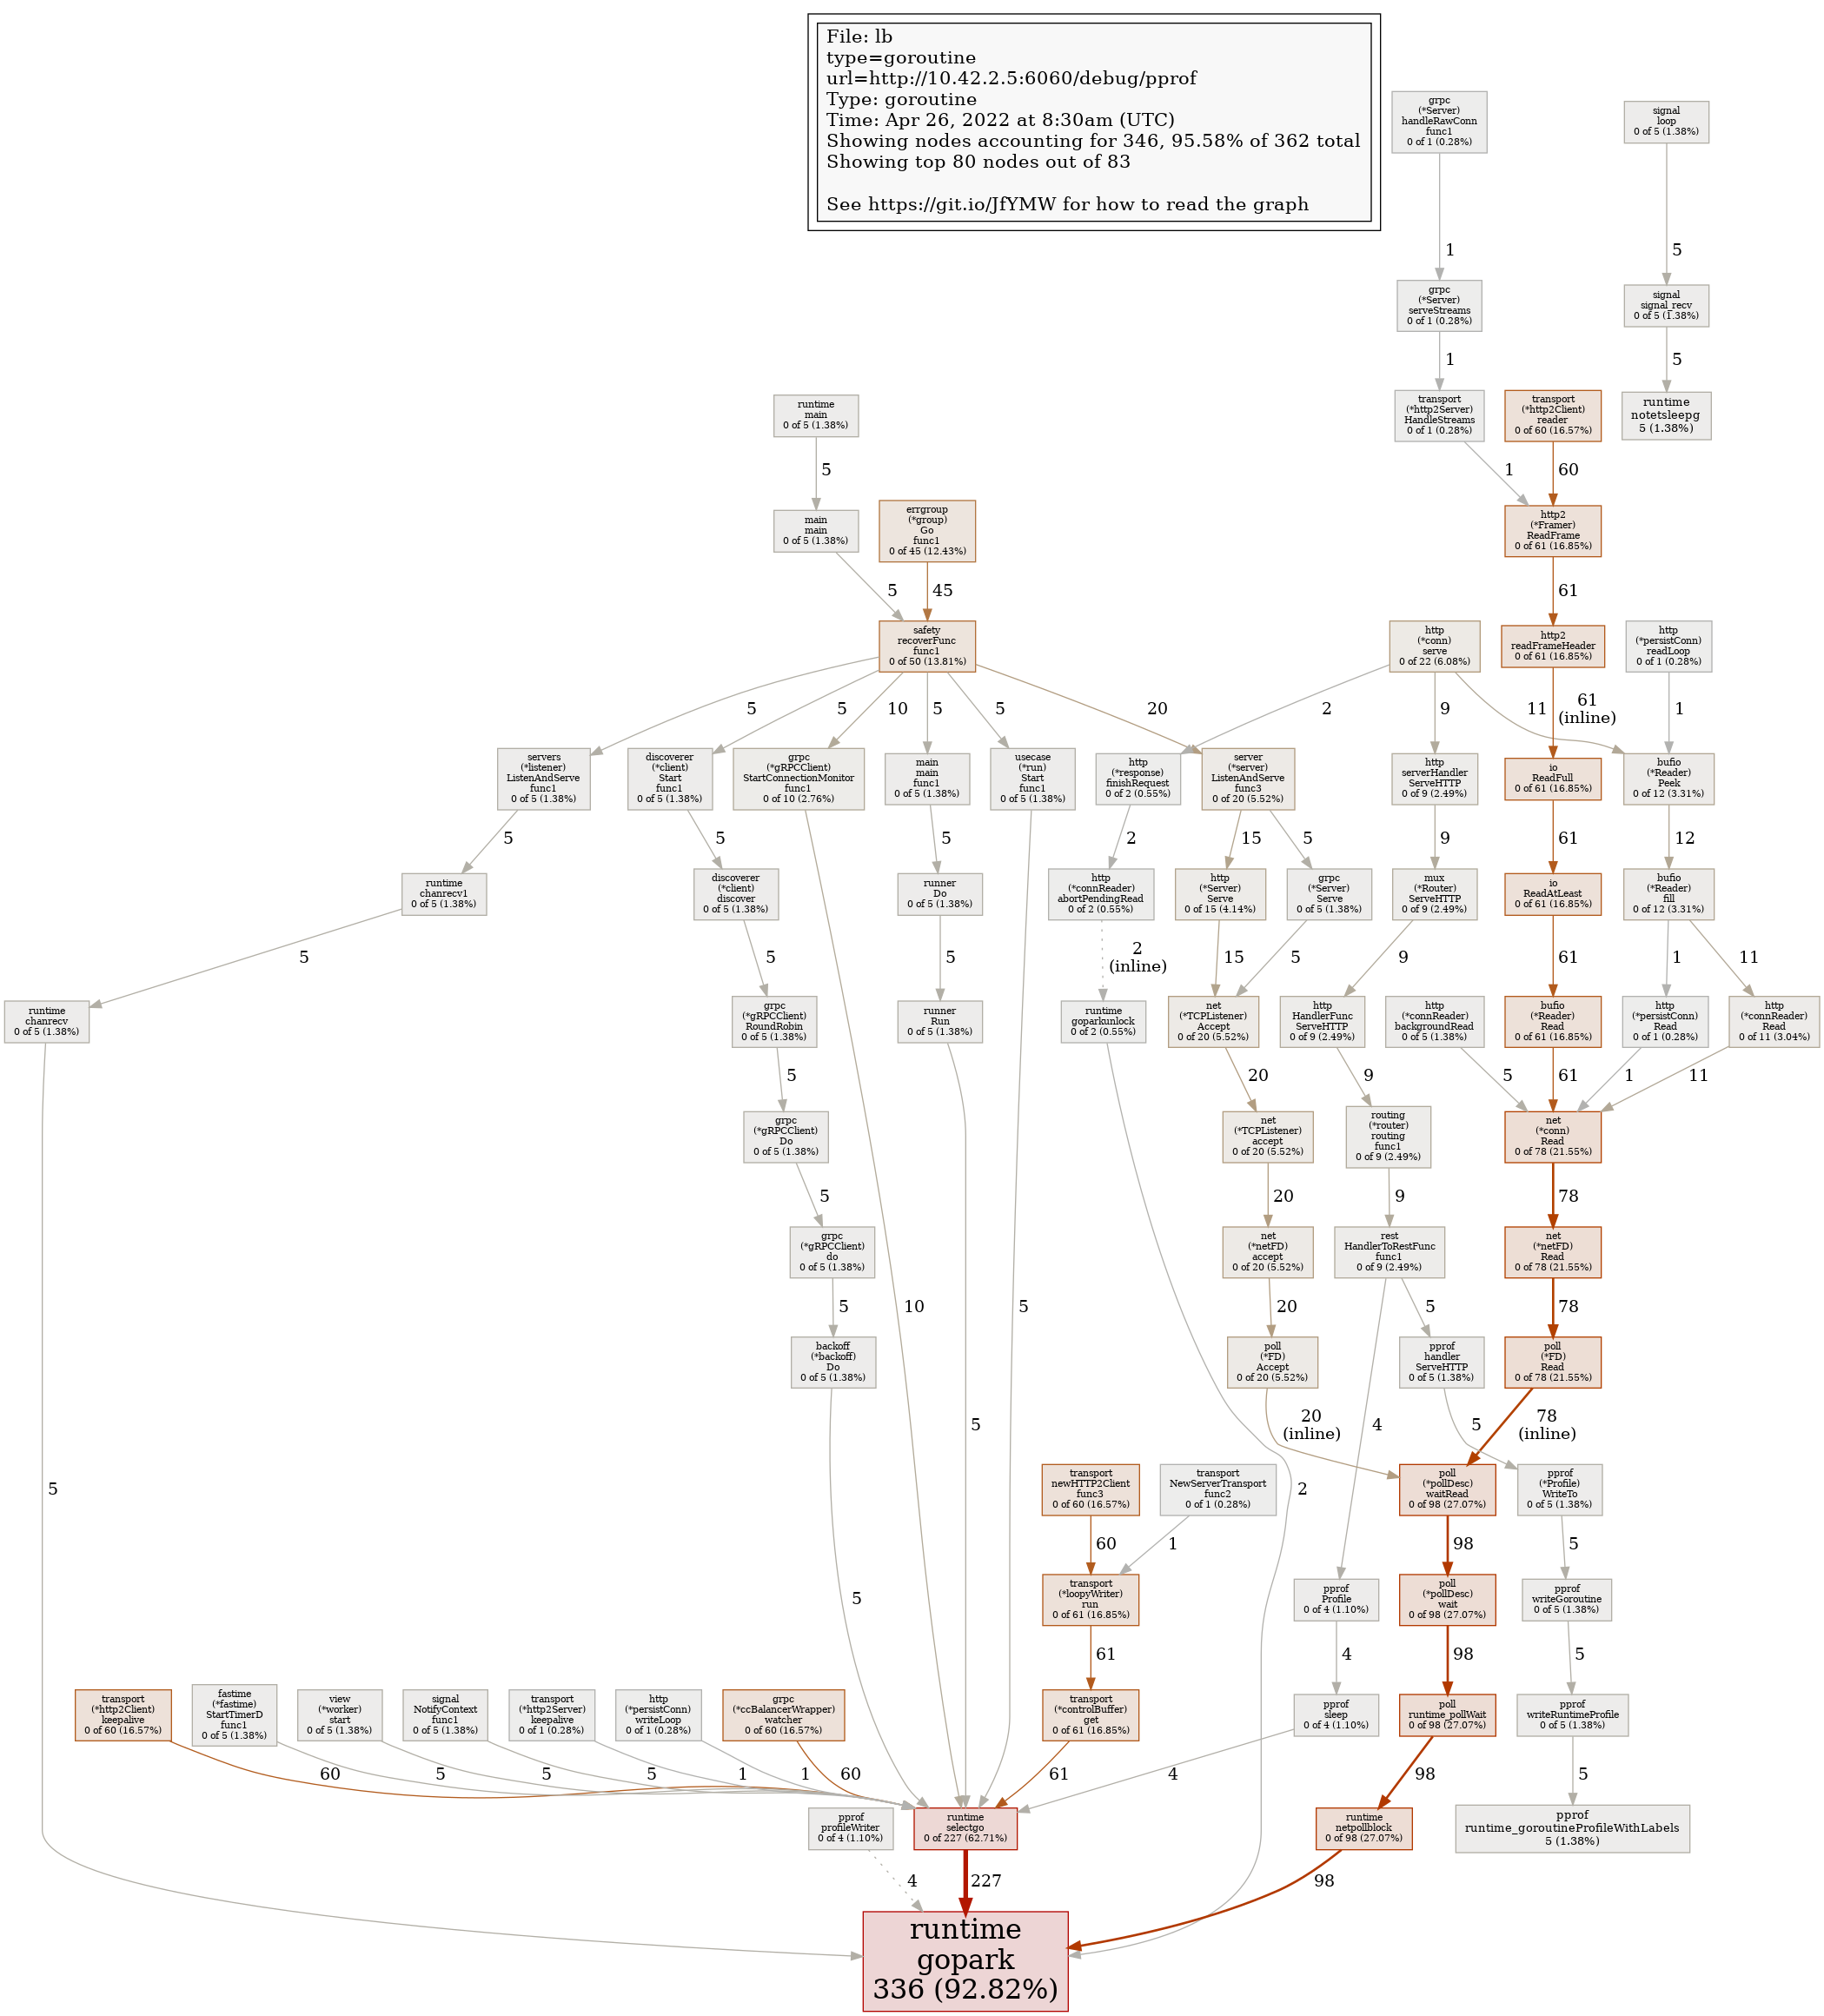 File: lb
type=goroutine
url=http://10.42.2.5:6060/debug/pprof
Type: goroutine
Time: Apr 26, 2022 at 8:30am (UTC)
Showing nodes accounting for 346, 95.58% of 362 total
Showing top 80 nodes out of 83
See https://git.io/JfYMW for how to read the graph
grpc
(*Server)
handleRawConn
func1
0 of 1 (0.28%)
signal
loop
0 of 5 (1.38%)
1
5
grpc
(*Server)
serveStreams
0 of 1 (0.28%)
signal
signal_recv
0 of 5 (1.38%)
1
5
runtime
main
0 of 5 (1.38%)
transport
(*http2Server)
HandleStreams
0 of 1 (0.28%)
transport
(*http2Client)
reader
0 of 60 (16.57%)
runtime
notetsleepg
5 (1.38%)
5
1
60
main
main
0 of 5 (1.38%)
errgroup
(*group)
Go
func1
0 of 45 (12.43%)
http2
(*Framer)
ReadFrame
0 of 61 (16.85%)
5
45
61
safety
recoverFunc
func1
0 of 50 (13.81%)
http
(*conn)
serve
0 of 22 (6.08%)
http2
readFrameHeader
0 of 61 (16.85%)
http
(*persistConn)
readLoop
0 of 1 (0.28%)
5
5
10
5
5
20
2
9
11
61
(inline)
1
servers
(*listener)
ListenAndServe
func1
0 of 5 (1.38%)
discoverer
(*client)
Start
func1
0 of 5 (1.38%)
grpc
(*gRPCClient)
StartConnectionMonitor
func1
0 of 10 (2.76%)
main
main
func1
0 of 5 (1.38%)
usecase
(*run)
Start
func1
0 of 5 (1.38%)
http
(*response)
finishRequest
0 of 2 (0.55%)
server
(*server)
ListenAndServe
func3
0 of 20 (5.52%)
http
serverHandler
ServeHTTP
0 of 9 (2.49%)
io
ReadFull
0 of 61 (16.85%)
bufio
(*Reader)
Peek
0 of 12 (3.31%)
5
5
5
2
15
5
9
61
12
runtime
chanrecv1
0 of 5 (1.38%)
discoverer
(*client)
discover
0 of 5 (1.38%)
runner
Do
0 of 5 (1.38%)
http
(*connReader)
abortPendingRead
0 of 2 (0.55%)
http
(*Server)
Serve
0 of 15 (4.14%)
grpc
(*Server)
Serve
0 of 5 (1.38%)
mux
(*Router)
ServeHTTP
0 of 9 (2.49%)
io
ReadAtLeast
0 of 61 (16.85%)
bufio
(*Reader)
fill
0 of 12 (3.31%)
5
5
5
2
(inline)
15
5
9
61
1
11
runtime
chanrecv
0 of 5 (1.38%)
grpc
(*gRPCClient)
RoundRobin
0 of 5 (1.38%)
runner
Run
0 of 5 (1.38%)
runtime
goparkunlock
0 of 2 (0.55%)
net
(*TCPListener)
Accept
0 of 20 (5.52%)
http
HandlerFunc
ServeHTTP
0 of 9 (2.49%)
http
(*connReader)
backgroundRead
0 of 5 (1.38%)
bufio
(*Reader)
Read
0 of 61 (16.85%)
http
(*persistConn)
Read
0 of 1 (0.28%)
http
(*connReader)
Read
0 of 11 (3.04%)
5
20
9
5
61
1
11
grpc
(*gRPCClient)
Do
0 of 5 (1.38%)
net
(*TCPListener)
accept
0 of 20 (5.52%)
routing
(*router)
routing
func1
0 of 9 (2.49%)
net
(*conn)
Read
0 of 78 (21.55%)
5
20
9
78
grpc
(*gRPCClient)
do
0 of 5 (1.38%)
net
(*netFD)
accept
0 of 20 (5.52%)
rest
HandlerToRestFunc
func1
0 of 9 (2.49%)
net
(*netFD)
Read
0 of 78 (21.55%)
5
10
5
20
5
78
backoff
(*backoff)
Do
0 of 5 (1.38%)
poll
(*FD)
Accept
0 of 20 (5.52%)
pprof
handler
ServeHTTP
0 of 5 (1.38%)
poll
(*FD)
Read
0 of 78 (21.55%)
5
20
(inline)
4
5
78
(inline)
5
2
transport
newHTTP2Client
func3
0 of 60 (16.57%)
transport
NewServerTransport
func2
0 of 1 (0.28%)
poll
(*pollDesc)
waitRead
0 of 98 (27.07%)
pprof
(*Profile)
WriteTo
0 of 5 (1.38%)
60
1
98
5
5
transport
(*loopyWriter)
run
0 of 61 (16.85%)
pprof
Profile
0 of 4 (1.10%)
poll
(*pollDesc)
wait
0 of 98 (27.07%)
pprof
writeGoroutine
0 of 5 (1.38%)
61
4
98
5
transport
(*http2Client)
keepalive
0 of 60 (16.57%)
fastime
(*fastime)
StartTimerD
func1
0 of 5 (1.38%)
view
(*worker)
start
0 of 5 (1.38%)
signal
NotifyContext
func1
0 of 5 (1.38%)
transport
(*http2Server)
keepalive
0 of 1 (0.28%)
http
(*persistConn)
writeLoop
0 of 1 (0.28%)
grpc
(*ccBalancerWrapper)
watcher
0 of 60 (16.57%)
transport
(*controlBuffer)
get
0 of 61 (16.85%)
pprof
sleep
0 of 4 (1.10%)
poll
runtime_pollWait
0 of 98 (27.07%)
pprof
writeRuntimeProfile
0 of 5 (1.38%)
60
5
5
5
1
1
60
61
4
98
5
pprof
profileWriter
0 of 4 (1.10%)
runtime
selectgo
0 of 227 (62.71%)
runtime
netpollblock
0 of 98 (27.07%)
pprof
runtime_goroutineProfileWithLabels
5 (1.38%)
4
227
98
runtime
gopark
336 (92.82%)